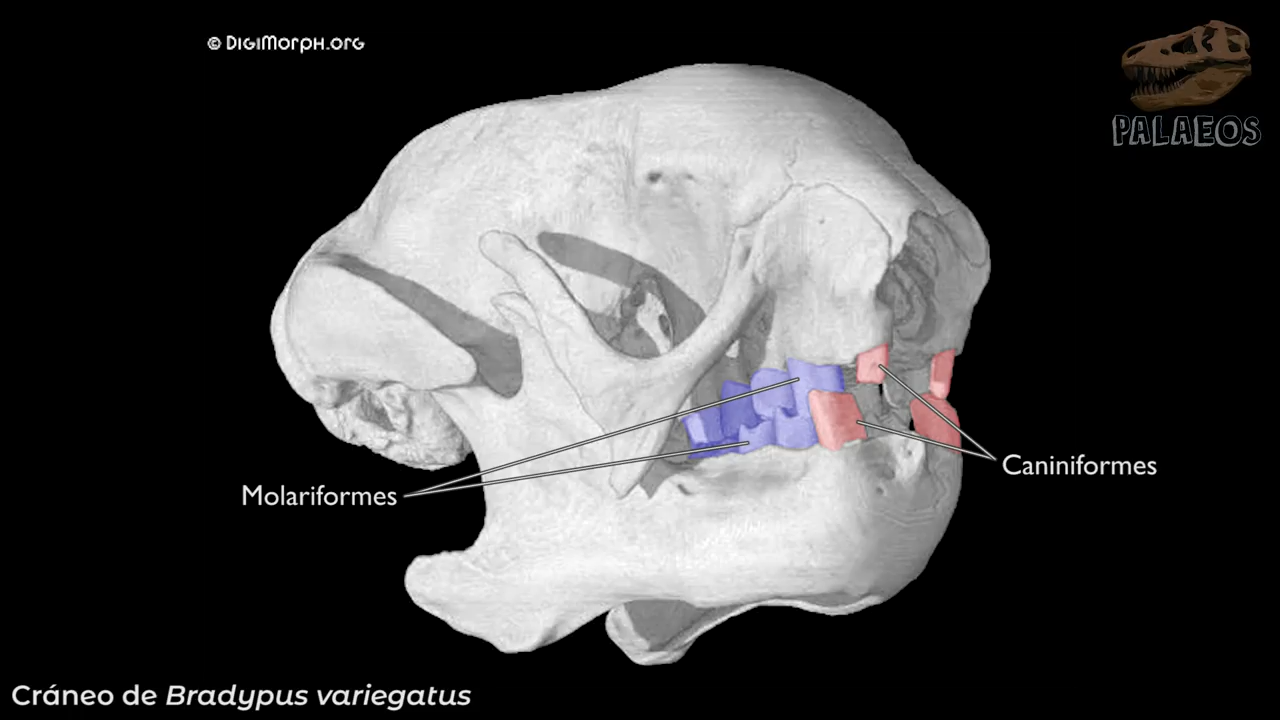 © DigiMorph.org
PALAEOS
Caniniformes
Molariformes
Cráneo de Bradypus variegatus